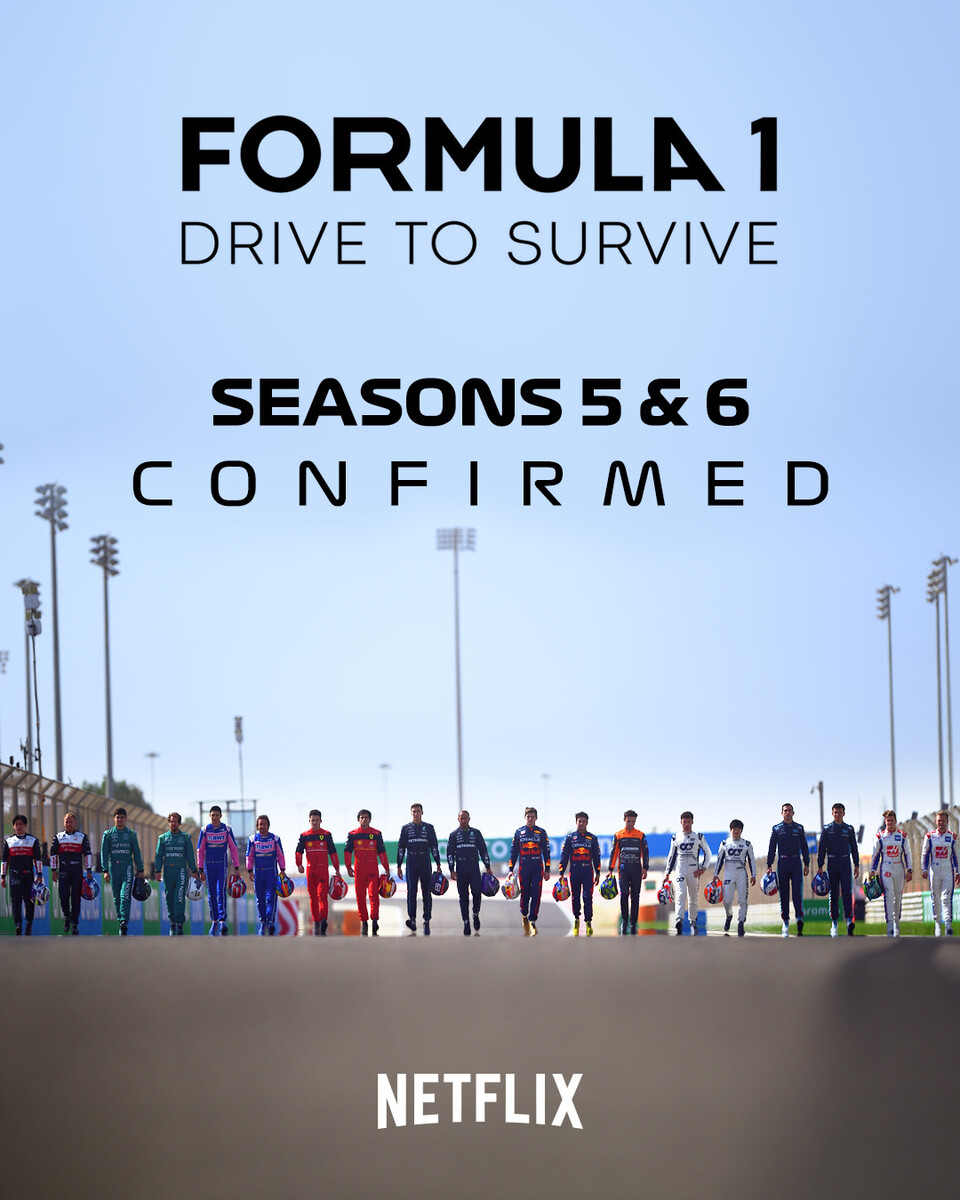 FORMULA 1
DRIVE TO SURVIVE
SEASONS 5 & 6
CONFIRMED
NETFLIX